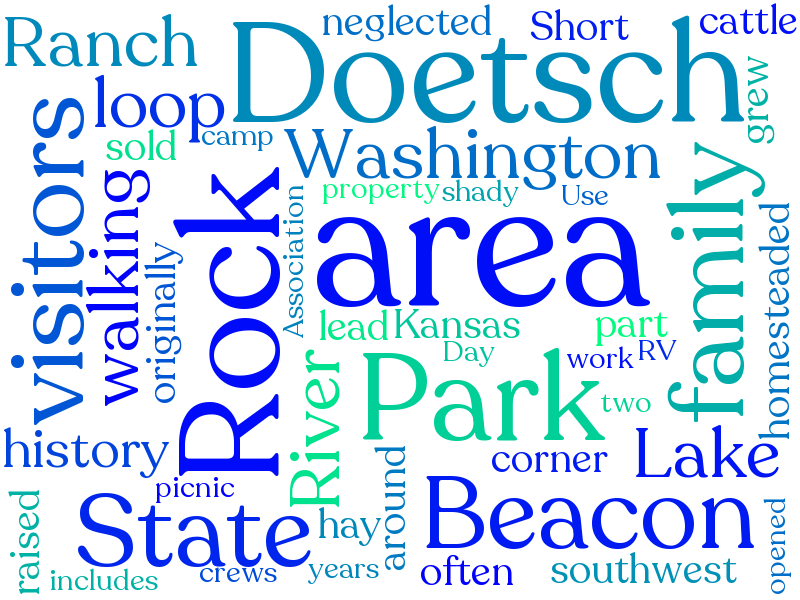 Ranch
neglected
Short
cattle
Doetsch
loop
sold
camp
Washington
grew
visitors
walking
originally
Rock
Association
property
shady
Use
area
family
homesteaded
lead
Kansas
part
Day
work
RV
River
Park
two
history
picnic
corner
Lake
raised
State
hay
around
Beacon
opened
includes
crews
years
often
southwest